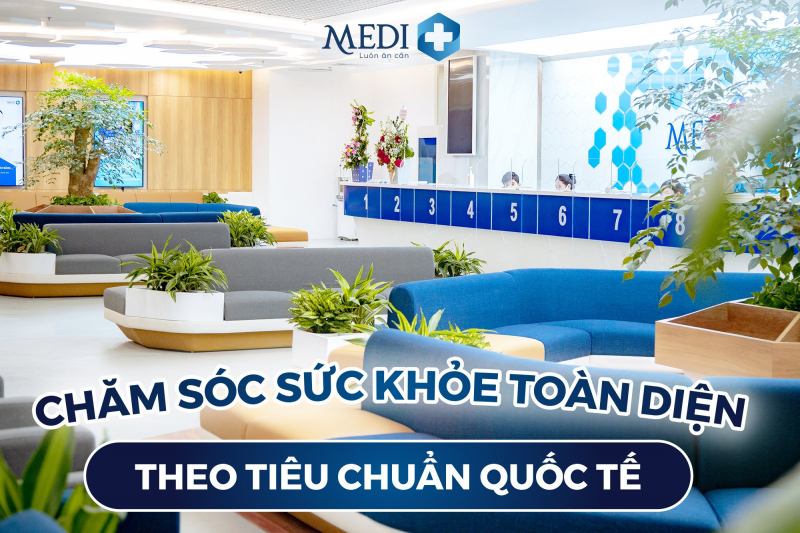 MEDI
Luôn ân cần
ME
1 2 3 4 5 6 7 8
CHĂM SÓC SỨC KHỎE TOÀN DIỆN
THEO TIÊU CHUẨN QUỐC TẾ